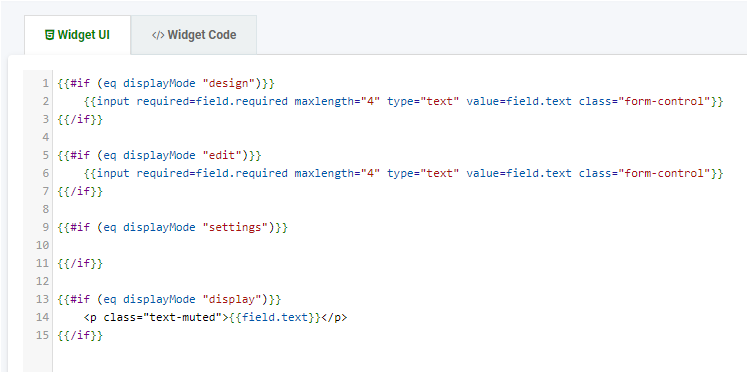 Widget UI
</> Widget Code
1 {{#if (eq displayMode "design")}}
2     {{input required=field.required maxlength="4" type="text" value=field.text class="form-control"}}
3 {{/if}}
4
5 {{#if (eq displayMode "edit")}}
6     {{input required=field.required maxlength="4" type="text" value=field.text class="form-control"}}
7 {{/if}}
8
9 {{#if (eq displayMode "settings")}}
10
11 {{/if}}
12
13 {{#if (eq displayMode "display")}}
14     <p class="text-muted">{{field.text}}</p>
15 {{/if}}